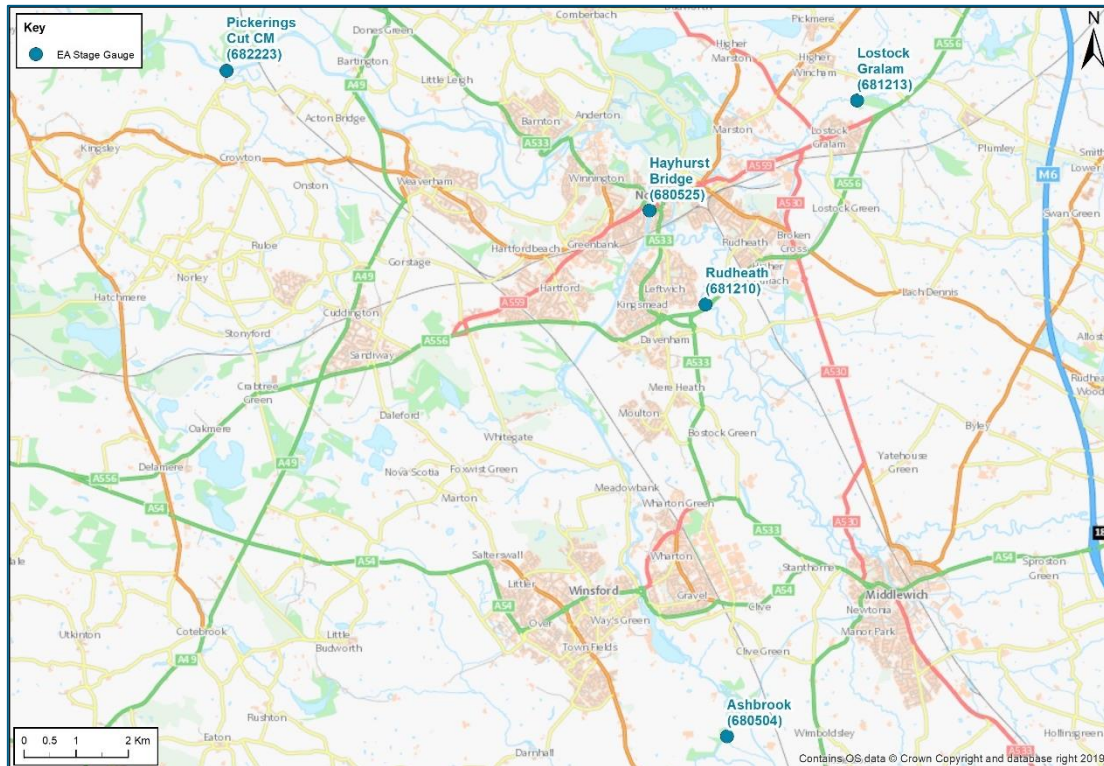 Key
EA Stage Gauge
Pickerings
Cut CM
(682223)
Dones Green
Comberbach
Pickmere
N
Bartington
Higher
Marston
Higher
Wincham
Lostock
Gralam
(681213)
A556
Little Leigh
A49
Anderton
Barnton
Acton Bridge
A533
Marston
Lostock
Gralam
Plumley
Kingsley
Crowton
Hayhurst
Bridge
(680525)
A559
M6
Onston
Weaverham
Winnington
A556
A530
Swan Green
Lostock Green
Ruloe
Hartfordbeach
Greenbank
A533
Rudheath
Broken
Cross
Gorstage
Norley
A49
Rudheath
(681210)
Lach Dennis
Hatchmere
Hartford
Leftwich
Kingsmead
A559
Cuddington
Stonyford
A556
Davenham
Sandiway
A533
A530
Crabtree
Green
Mere Heath
Daleford
Moulton
Oakmere
Whitegate
Bostock Green
Byley
Delamere
A49
Nova Scotia
Foxwist Green
Yatehouse
Green
A556
A54
Marton
Meadowbank
Wharton Green
A533
A530
Salterswall
Wharton
A54
Stanthorne
A54
Sproston
Green
Littler
Winsford
Gravel
A54
Middlewich
A54
Clive
Newtonia
Utkinton
Cotebrook
Little
Budworth
Over
Way's Green
Manor Park
Town Fields
Clive Green
A49
Rushton
Ashbrook
(680504)
Wimboldsley
Eaton
Darnhall
A533
0 0.5 1 2 Km
Contains OS data © Crown Copyright and database right 2019